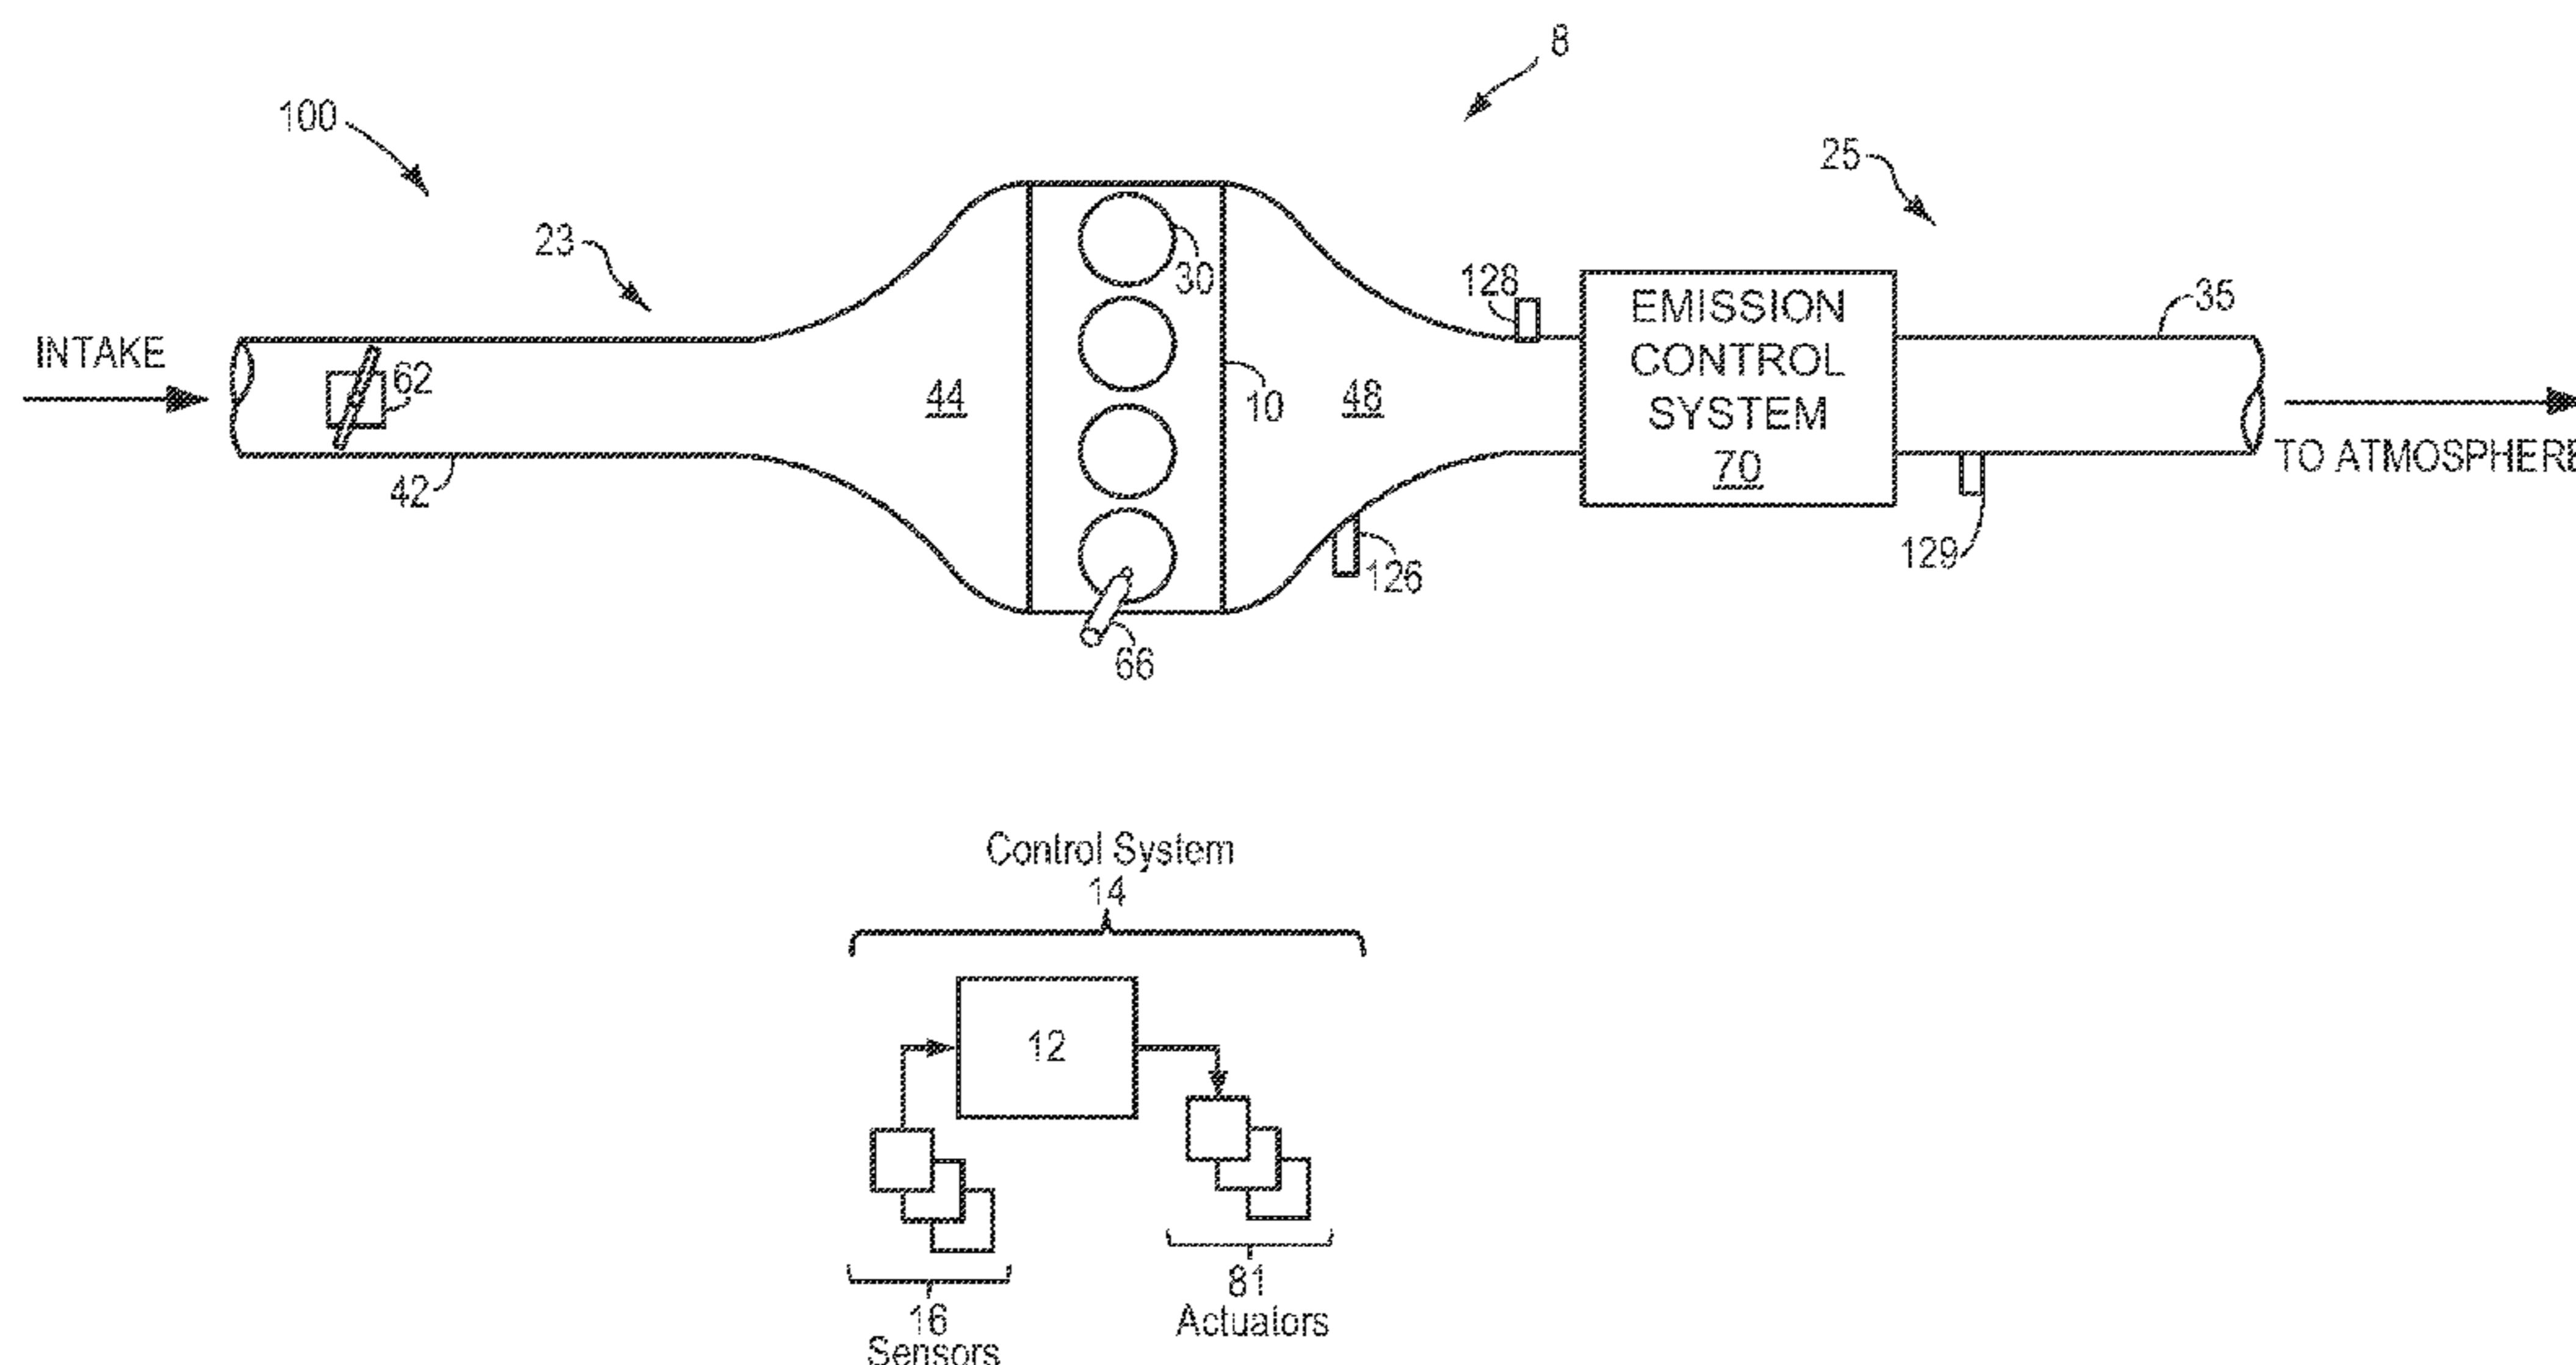 8
100
25
23
30
128
EMISSION
CONTROL
SYSTEM
70
35
INTAKE
62
44
10
48
42
TO ATMOSPHERE
129
126
66
Control System
14
12
81
Actuators
16
Sensors